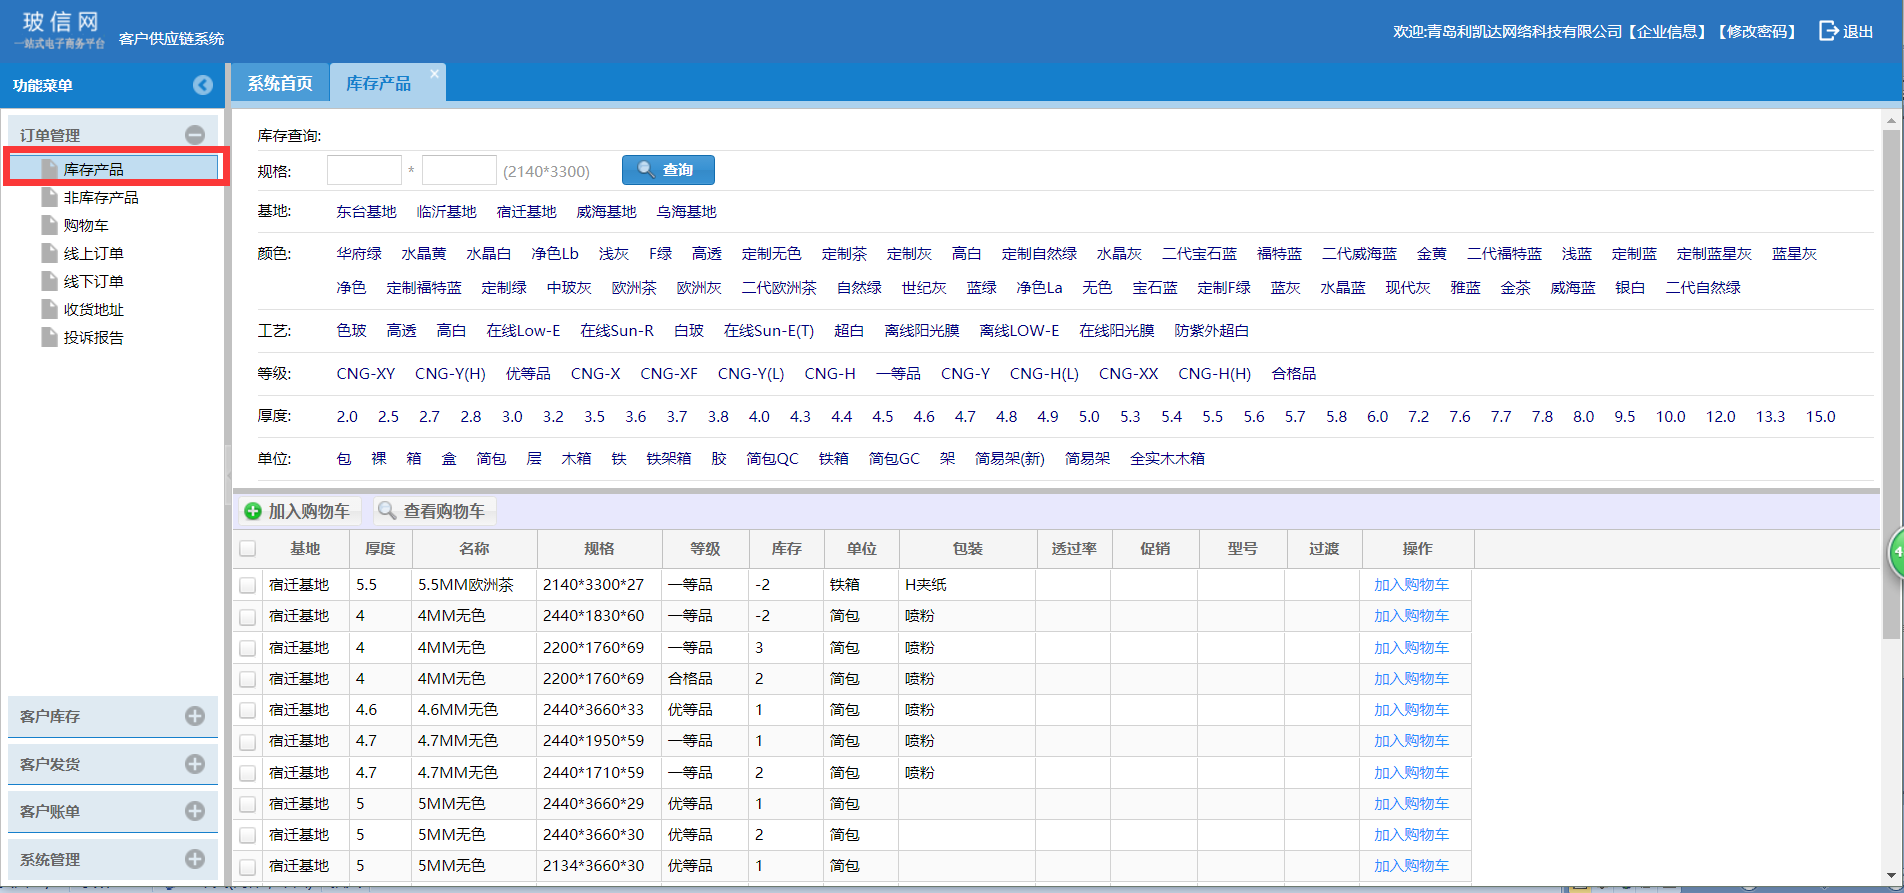 玻信网
一站式电子商务平台
客户供应链系统
欢迎:青岛利凯达网络科技有限公司【企业信息】【修改密码】 退出
功能菜单
系统首页 库存产品
订单管理
库存产品
非库存产品
购物车
线上订单
线下订单
收货地址
投诉报告
客户库存
客户发货
客户账单
系统管理
库存查询:
规格: * (2140*3300) 查询
基地: 东台基地 临沂基地 宿迁基地 威海基地 乌海基地
颜色: 华府绿 水晶黄 水晶白 净色Lb 浅灰 F绿 高透 定制无色 定制茶 定制灰 高白 定制自然绿 水晶灰 二代宝石蓝 福特蓝 二代威海蓝 金黄 二代福特蓝 浅蓝 定制蓝 定制蓝星灰 蓝星灰
净色 定制福特蓝 定制绿 中玻灰 欧洲茶 欧洲灰 二代欧洲茶 自然绿 世纪灰 蓝绿 净色La 无色 宝石蓝 定制F绿 蓝灰 水晶蓝 现代灰 雅蓝 金茶 威海蓝 银白 二代自然绿
工艺: 色玻 高透 高白 在线Low-E 在线Sun-R 白玻 在线Sun-E(T) 超白 离线阳光膜 离线LOW-E 在线阳光膜 防紫外超白
等级: CNG-XY CNG-Y(H) 优等品 CNG-X CNG-XF CNG-Y(L) CNG-H 一等品 CNG-Y CNG-H(L) CNG-XX CNG-H(H) 合格品
厚度: 2.0 2.5 2.7 2.8 3.0 3.2 3.5 3.6 3.7 3.8 4.0 4.3 4.4 4.5 4.6 4.7 4.8 4.9 5.0 5.3 5.4 5.5 5.6 5.7 5.8 6.0 7.2 7.6 7.7 7.8 8.0 9.5 10.0 12.0 13.3 15.0
单位: 包 裸 箱 盒 简包 层 木箱 铁 铁架箱 胶 简包QC 铁箱 简包GC 架 简易架(新) 简易架 全实木木箱
加入购物车 查看购物车
基地 厚度 名称 规格 等级 库存 单位 包装 透过率 促销 型号 过渡 操作
宿迁基地 5.5 5.5MM欧洲茶 2140*3300*27 一等品 -2 铁箱 H夹纸 加入购物车
宿迁基地 4 4MM无色 2440*1830*60 一等品 -2 简包 喷粉 加入购物车
宿迁基地 4 4MM无色 2200*1760*69 一等品 3 简包 喷粉 加入购物车
宿迁基地 4 4MM无色 2200*1760*69 合格品 2 简包 喷粉 加入购物车
宿迁基地 4.6 4.6MM无色 2440*3660*33 优等品 1 简包 喷粉 加入购物车
宿迁基地 4.7 4.7MM无色 2440*1950*59 一等品 1 简包 喷粉 加入购物车
宿迁基地 4.7 4.7MM无色 2440*1710*59 一等品 2 简包 喷粉 加入购物车
宿迁基地 5 5MM无色 2440*3660*29 优等品 1 简包 加入购物车
宿迁基地 5 5MM无色 2440*3660*30 优等品 2 简包 加入购物车
宿迁基地 5 5MM无色 2134*3660*30 优等品 1 简包 加入购物车